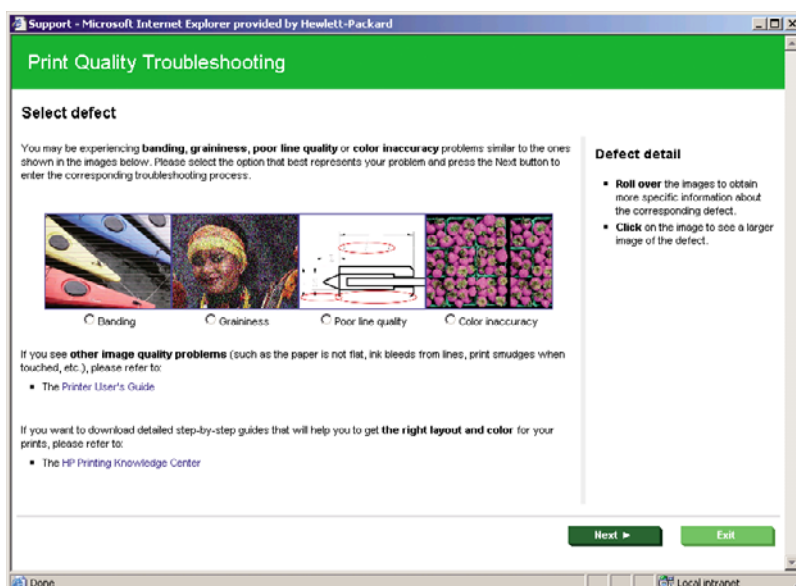 Support - Microsoft Internet Explorer provided by Hewlett-Packard
Print Quality Troubleshooting
Select defect
You may be experiencing banding, graininess, poor line quality or color inaccuracy problems similar to the ones
shown in the images below. Please select the option that best represents your problem and press the Next button to
enter the corresponding troubleshooting process.
Banding
Graininess
Poor line quality
Color inaccuracy
If you see other image quality problems (such as the paper is not flat, ink bleeds from lines, print smudges when
touched, etc.), please refer to:
The Printer User's Guide
If you want to download detailed step-by-step guides that will help you to get the right layout and color for your
prints, please refer to:
The HP Printing Knowledge Center
Defect detail
Roll over the images to obtain
more specific information about
the corresponding defect.
Click on the image to see a larger
image of the defect.
Next
Exit
Done
Local intranet